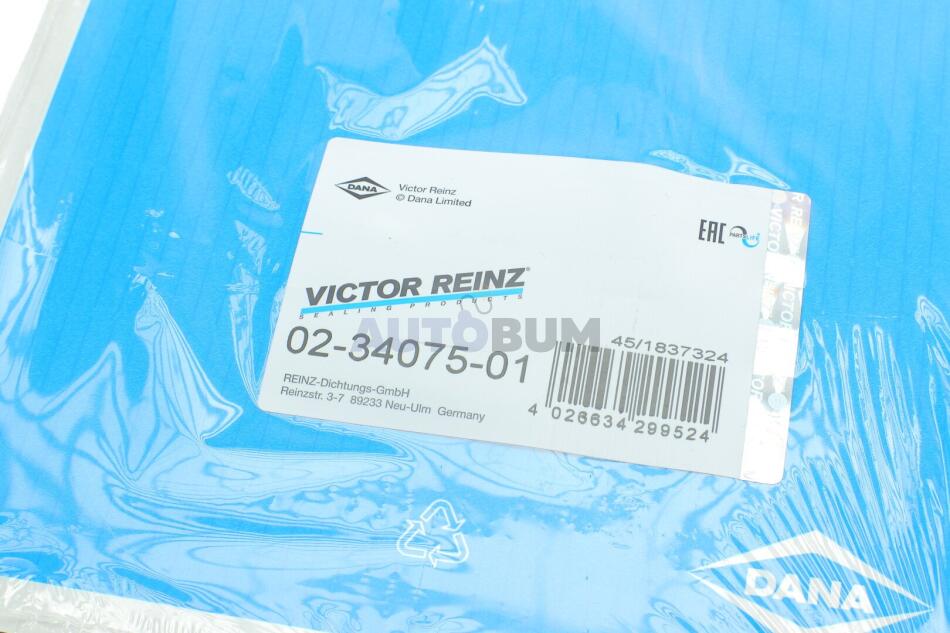 DANA
Victor Reinz
© Dana Limited
EAC
PARTSLIFE
VICTOR REINZ®
SEALING PRODUCTS
AUTOBUM
02-34075-01
45/1837324
REINZ-Dichtungs-GmbH
Reinzstr. 3-7 89233 Neu-Ulm Germany
4 026634 299524
DANA